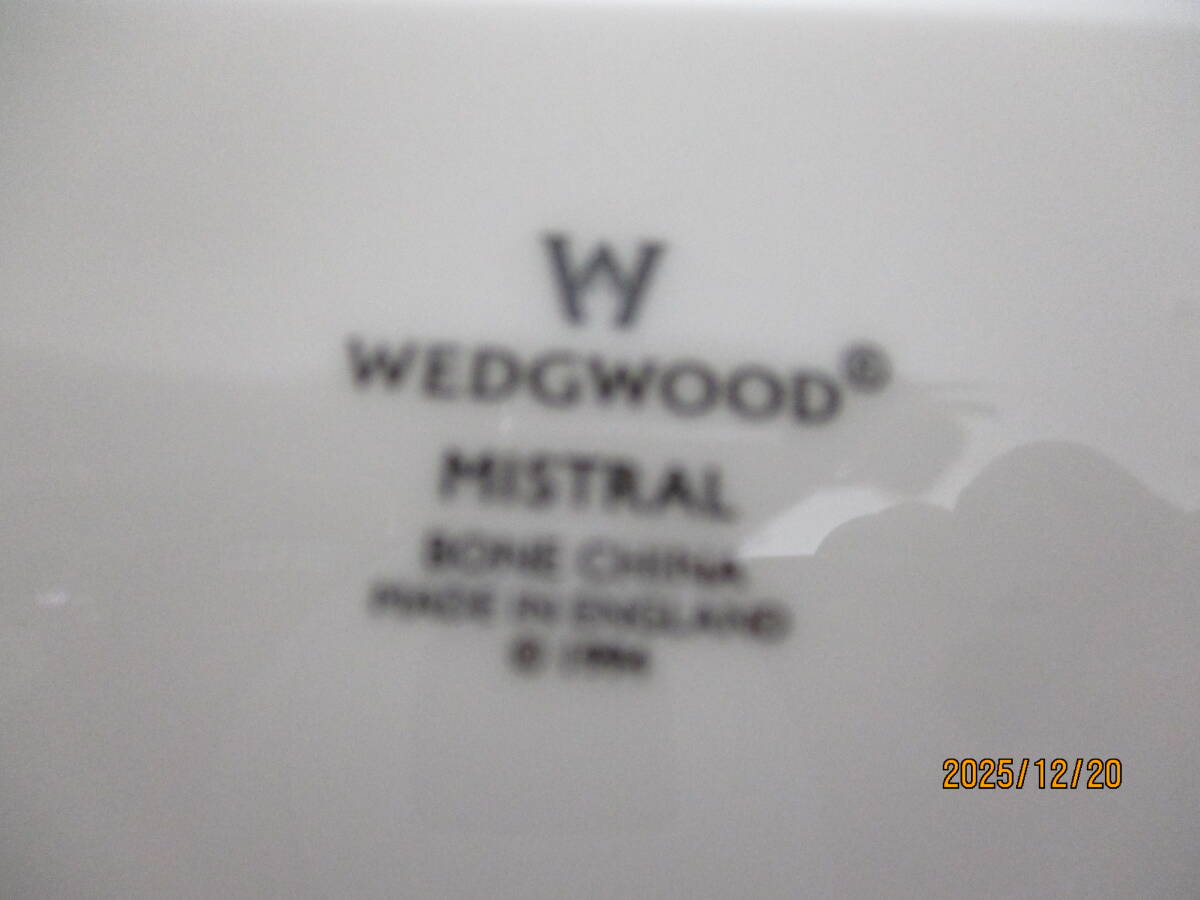 W
WEDGWOOD®
MISTRAL
BONE CHINA
MADE IN ENGLAND
©
2025/12/20